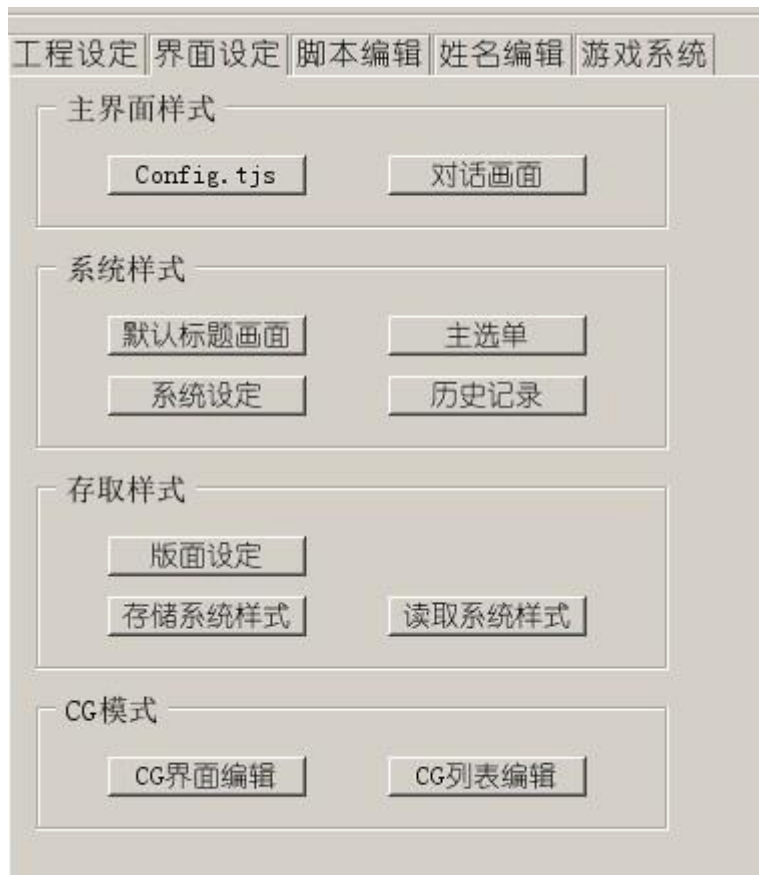 工程设定 界面设定 脚本编辑 姓名编辑 游戏系统
主界面样式
Config.tjs 对话画面
系统样式
默认标题画面 主选单
系统设定 历史记录
存取样式
版面设定
存储系统样式 读取系统样式
CG模式
CG界面编辑 CG列表编辑